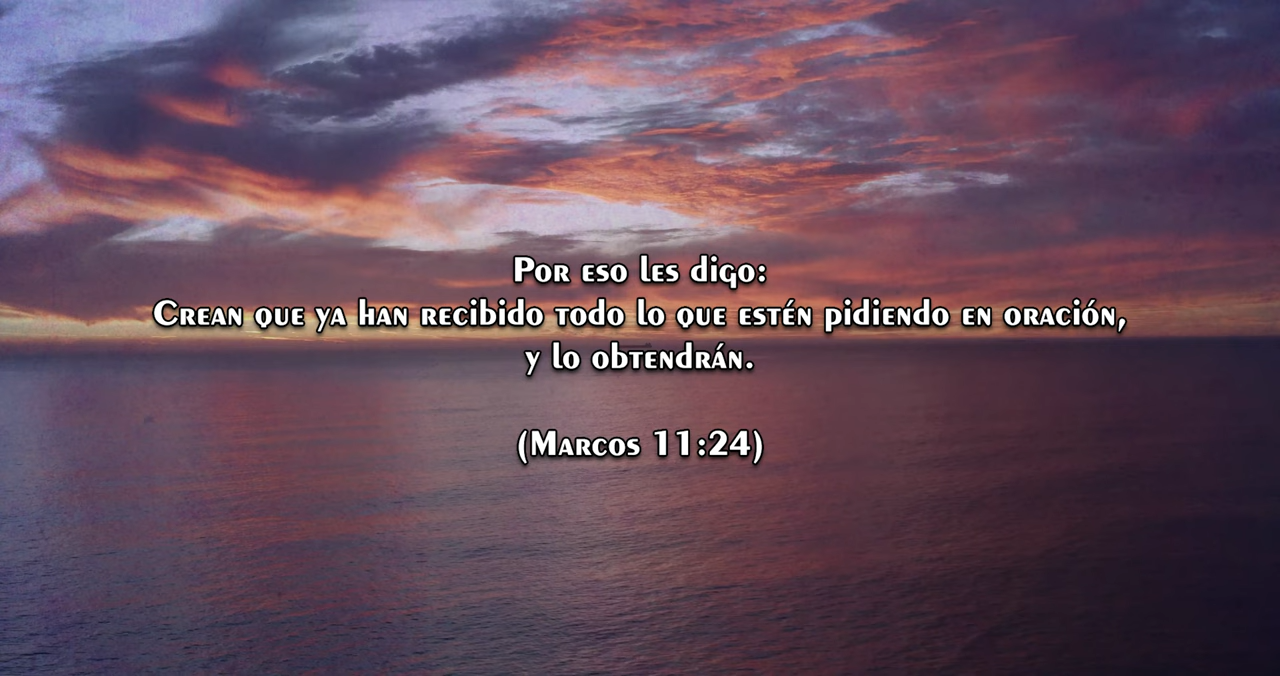 Por eso les digo:
Crean que ya han recibido todo lo que estén pidiendo en oración,
y lo obtendrán.
(Marcos 11:24)